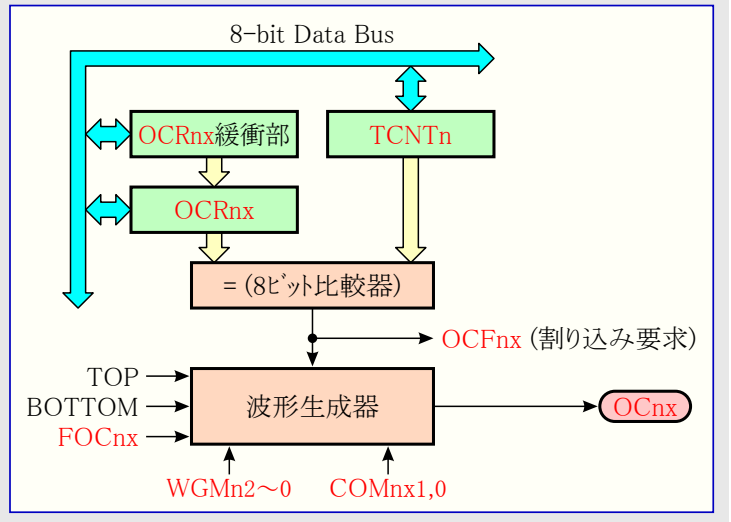 8-bit Data Bus
OCRnx緩衝部
TCNTn
OCRnx
= (8ﾋﾞｯﾄ比較器)
OCFnx (割り込み要求)
TOP
BOTTOM
FOCnx
波形生成器
OCnx
WGMn2～0
COMnx1,0